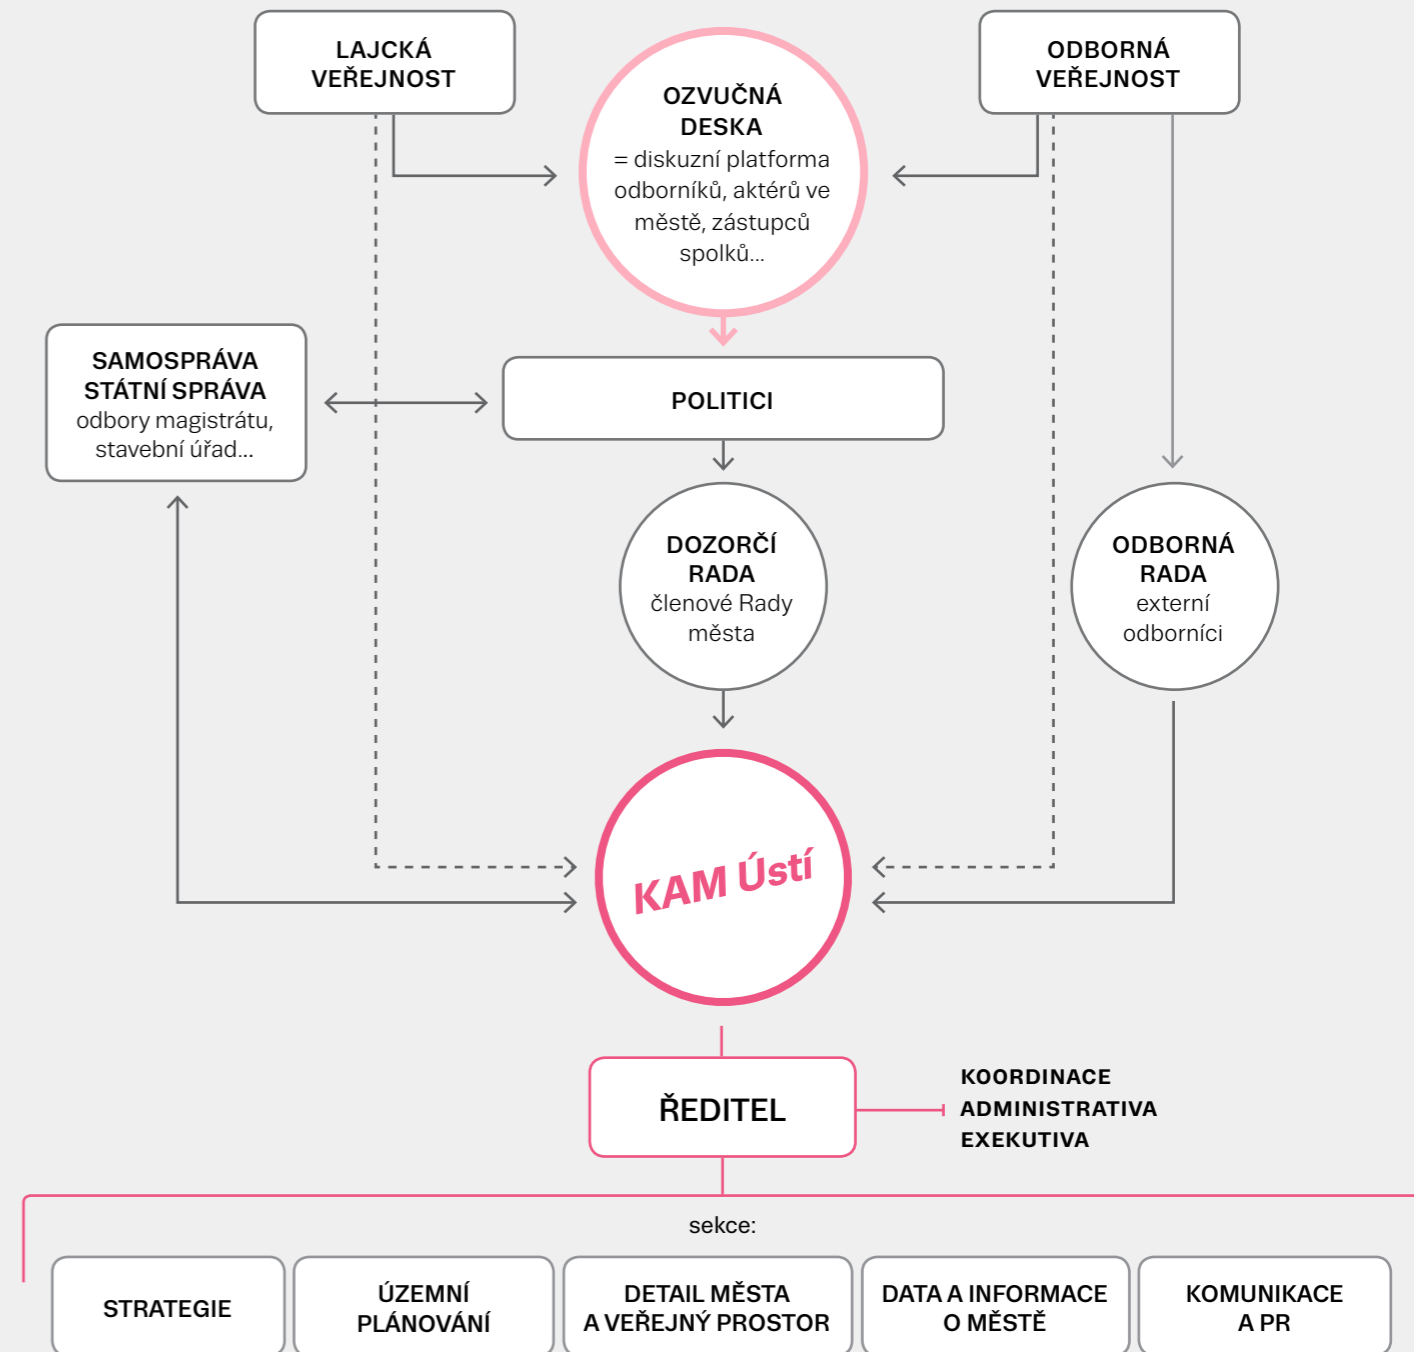 LAJCKÁ
VEŘEJNOST
OZVUČNÁ
DESKA
= diskuzní platforma
odborníků, aktérů ve
městě, zástupců
spolků...
ODBORNÁ
VEŘEJNOST
SAMOSPRÁVA
STÁTNÍ SPRÁVA
odbory magistrátu,
stavební úřad...
POLITICI
DOZORČÍ
RADA
členové Rady
města
ODBORNÁ
RADA
externí
odborníci
KAM Ústí
ŘEDITEL
KOORDINACE
ADMINISTRATIVA
EXEKUTIVA
sekce:
STRATEGIE
ÚZEMNÍ
PLÁNOVÁNÍ
DETAIL MĚSTA
A VEŘEJNÝ PROSTOR
DATA A INFORMACE
O MĚSTĚ
KOMUNIKACE
A PR